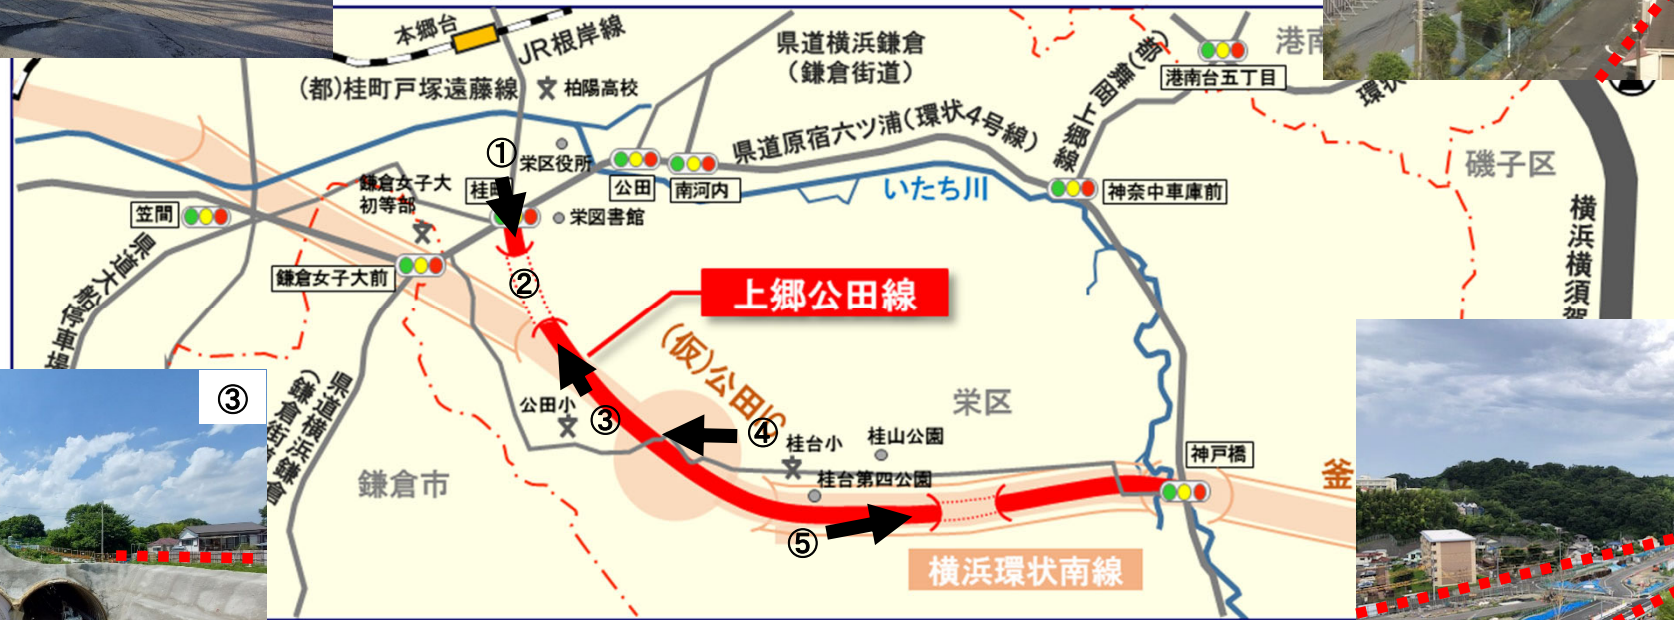 本郷台
JR根岸線
県道横浜鎌倉
（鎌倉街道）
（都）桂町戸塚遠藤線
柏陽高校
県道原宿六ツ浦（環状4号線）
（都）舞岡上郷線
港南台五丁目
港南
環状
磯子区
①
栄区役所
公田
南河内
いたち川
神奈中車庫前
鎌倉女子大
初等部
桂町
栄図書館
笠間
鎌倉女子大前
②
上郷公田線
県道大船停車場
横浜横須賀
（仮）公田IC
栄区
③
公田小
③
④
桂台小
桂山公園
神戸橋
県道横浜鎌倉
（鎌倉街道
鎌倉市
桂台第四公園
釜
⑤
横浜環状南線